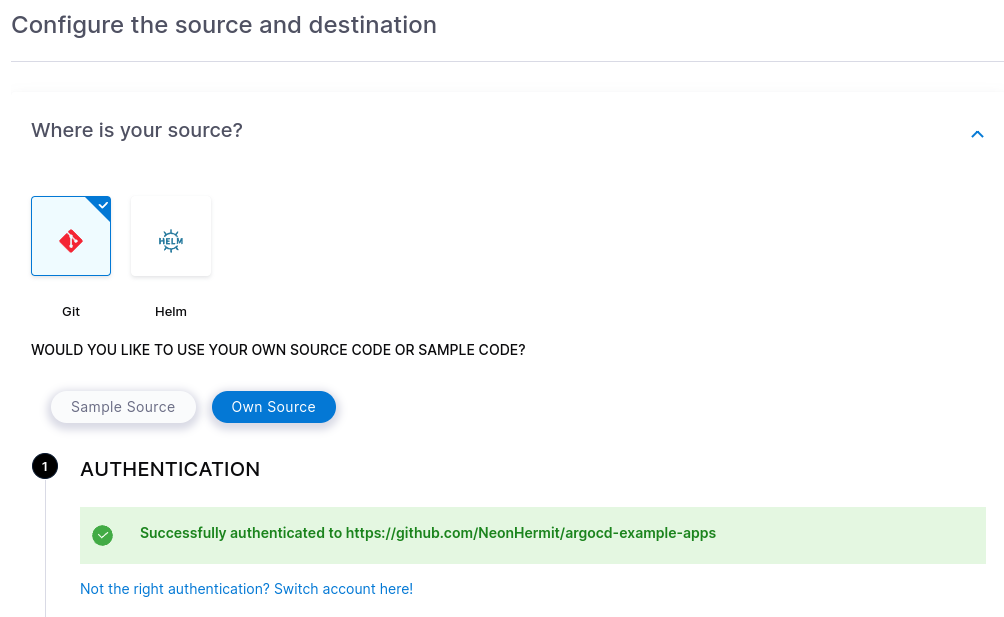 Configure the source and destination
Where is your source?
HELM
Git
Helm
WOULD YOU LIKE TO USE YOUR OWN SOURCE CODE OR SAMPLE CODE?
Sample Source
Own Source
1
AUTHENTICATION
Successfully authenticated to https://github.com/NeonHermit/argocd-example-apps
Not the right authentication? Switch account here!